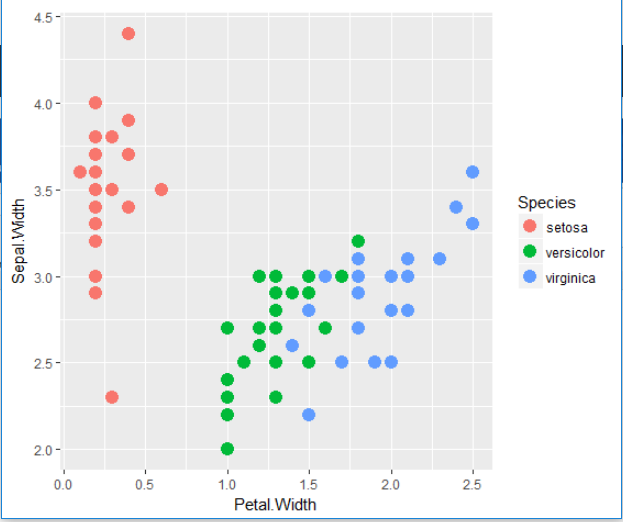 4.5
4.0
3.5
3.0
2.5
2.0
Sepal.Width
0.0 0.5 1.0 1.5 2.0 2.5
Petal.Width
Species
setosa
versicolor
virginica